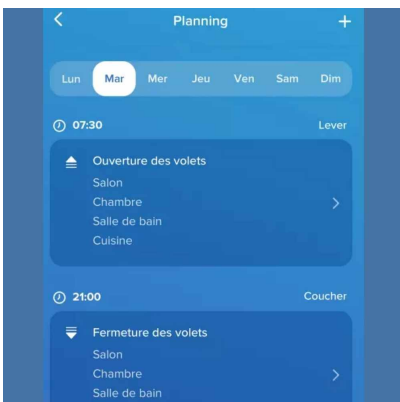 Planning
Lun Mar Mer Jeu Ven Sam Dim
07:30 Lever
Ouverture des volets
Salon
Chambre
Salle de bain
Cuisine
21:00 Coucher
Fermeture des volets
Salon
Chambre
Salle de bain